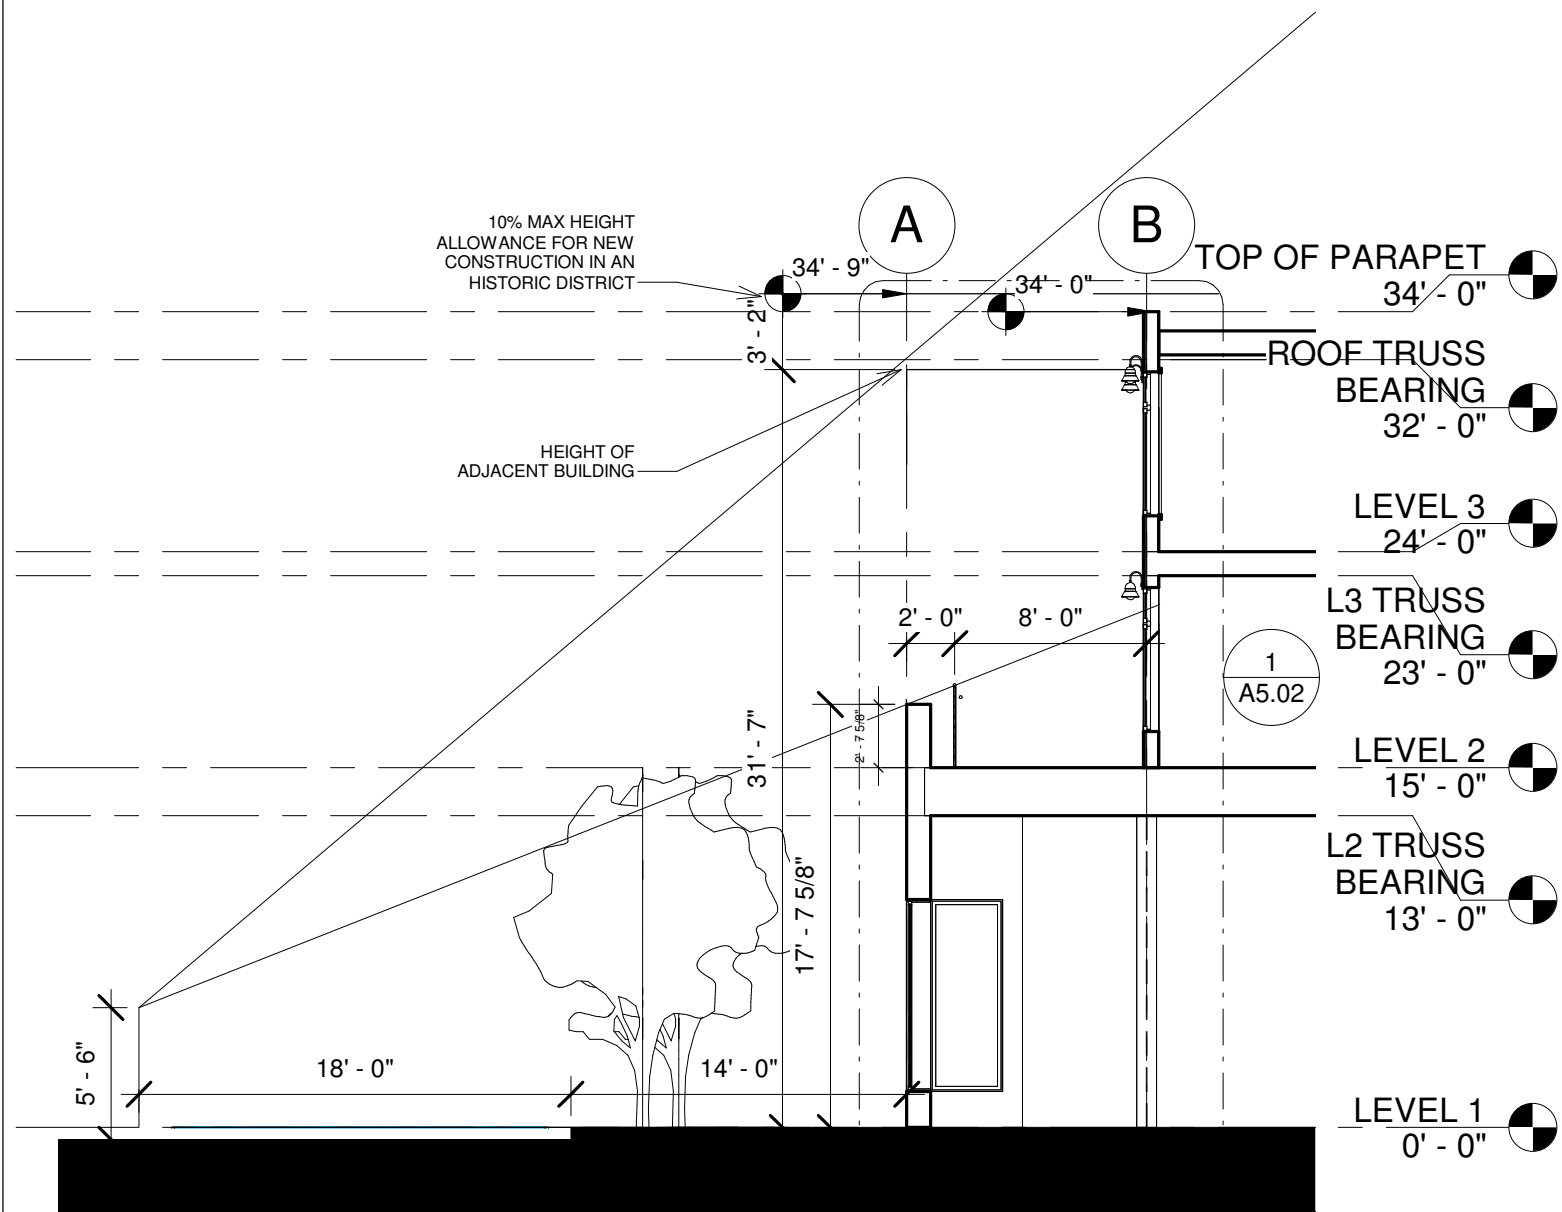 10% MAX HEIGHT
ALLOWANCE FOR NEW
CONSTRUCTION IN AN
HISTORIC DISTRICT
34' - 9"
A
B
34' - 0"
3' - 2"
TOP OF PARAPET
34' - 0"
ROOF TRUSS
BEARING
32' - 0"
HEIGHT OF
ADJACENT BUILDING
LEVEL 3
24' - 0"
2' - 0"
8' - 0"
L3 TRUSS
BEARING
23' - 0"
1
A5.02
31' - 7"
2' - 7 5/8"
LEVEL 2
15' - 0"
17' - 7 5/8"
L2 TRUSS
BEARING
13' - 0"
5' - 6"
18' - 0"
14' - 0"
LEVEL 1
0' - 0"